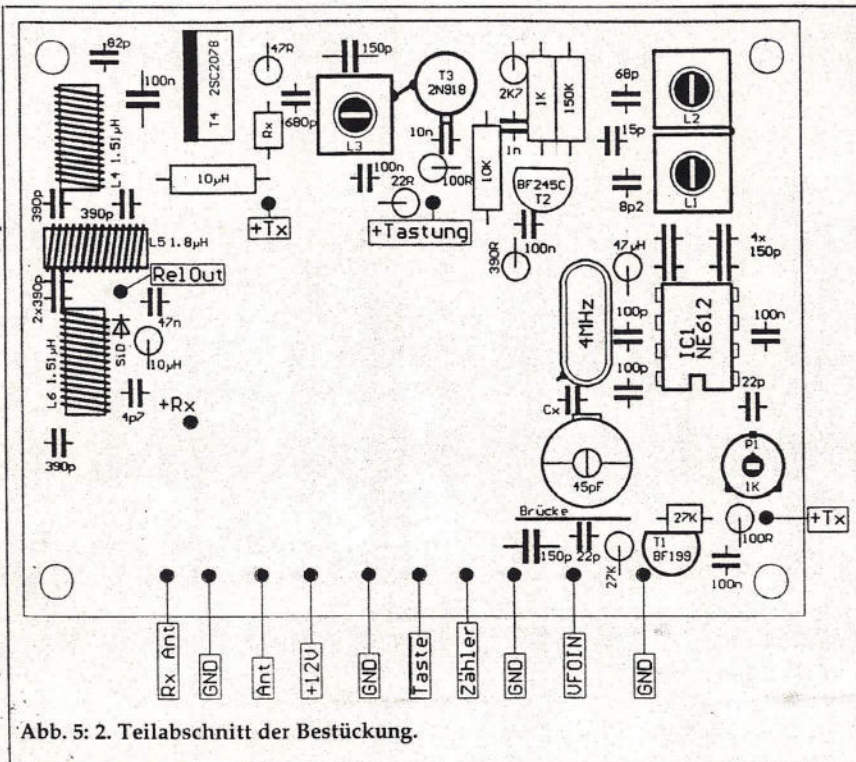 82p
100n
T4 2SC2078
47R
150p
T3
2N918
2K7
1K
150K
68p
L2
Rx
680p
L3
10n
1n
15p
L4 1.51µH
10µH
100n
22R
100R
10K
BF245C
T2
8p2
L1
390p
390p
+Tx
+Tastung
390R
100n
47µH
4x
150p
L5 1.8µH
RelOut
2x390p
47n
4MHz
100p
IC1
NE612
100n
SiD
10µH
L6 1.51µH
100p
22p
4p7
Cx
+Rx
390p
45pF
P1
1K
Brücke
27K
+Tx
150p
22p
27K
T1
BF199
100R
100n
Rx Ant
GND
Ant
+12V
GND
Taste
Zähler
GND
VFOIN
GND
Abb. 5: 2. Teilabschnitt der Bestückung.